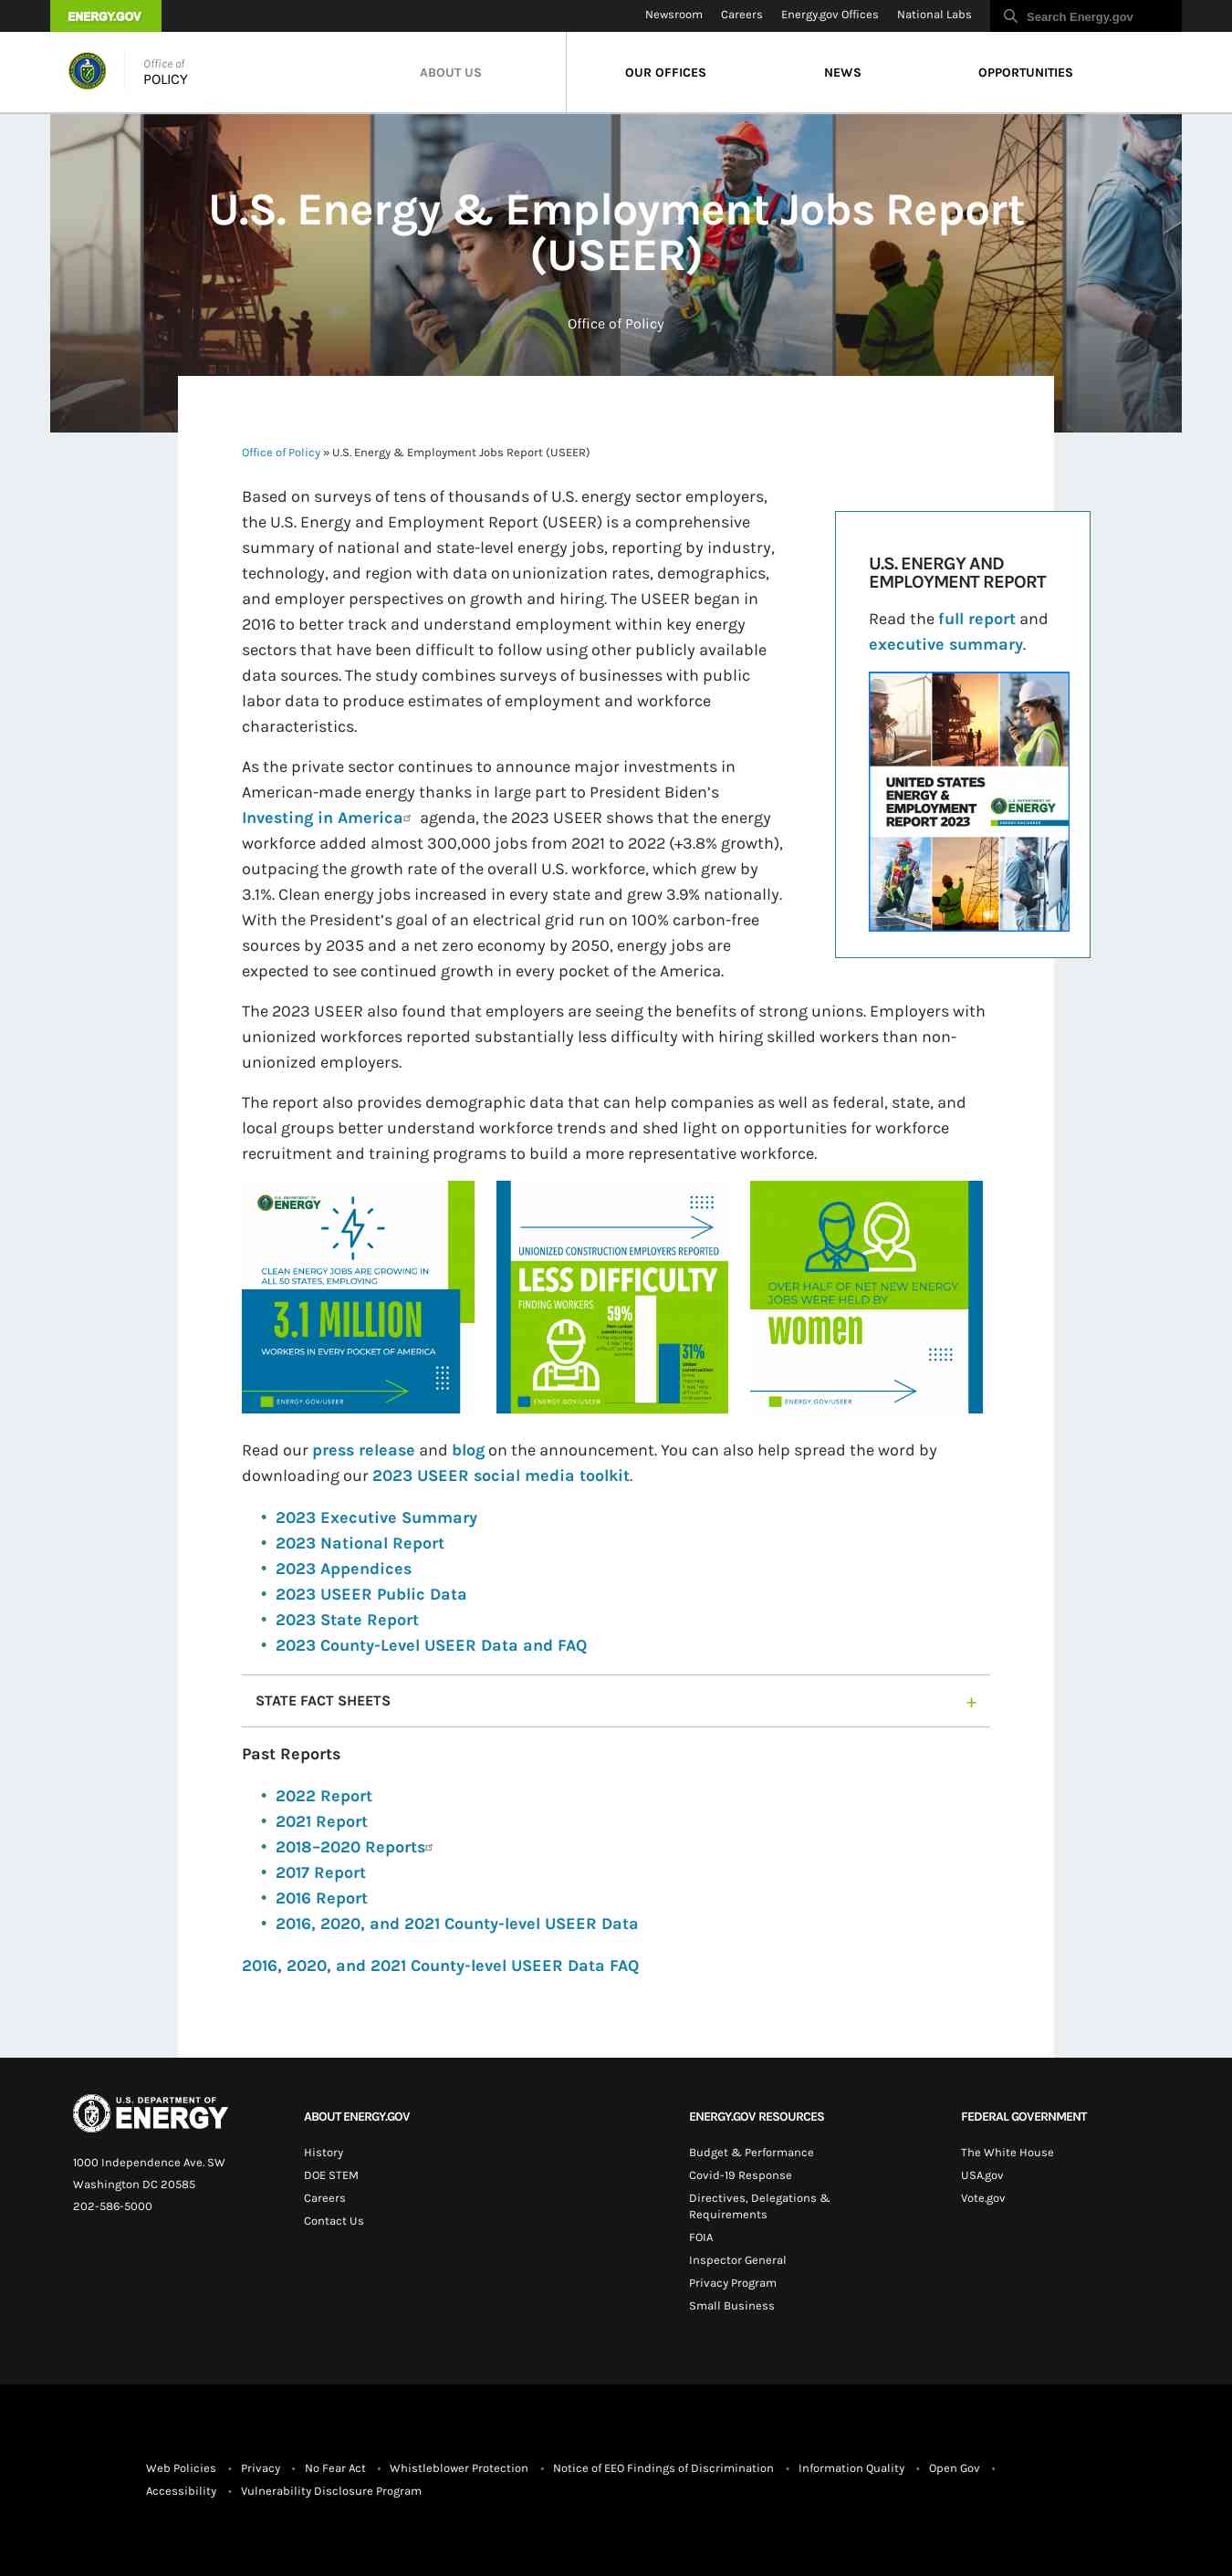 ENERGY.GOV
Newsroom
Careers
Energy.gov Offices
National Labs
Search Energy.gov
Office of
POLICY
ABOUT US
OUR OFFICES
NEWS
OPPORTUNITIES
U.S. Energy & Employment Jobs Report
(USEER)
Office of Policy
Office of Policy » U.S. Energy & Employment Jobs Report (USEER)
Based on surveys of tens of thousands of U.S. energy sector employers,
the U.S. Energy and Employment Report (USEER) is a comprehensive
summary of national and state-level energy jobs, reporting by industry,
technology, and region with data on unionization rates, demographics,
and employer perspectives on growth and hiring. The USEER began in
2016 to better track and understand employment within key energy
sectors that have been difficult to follow using other publicly available
data sources. The study combines surveys of businesses with public
labor data to produce estimates of employment and workforce
characteristics.
As the private sector continues to announce major investments in
American-made energy thanks in large part to President Biden’s
Investing in America agenda, the 2023 USEER shows that the energy
workforce added almost 300,000 jobs from 2021 to 2022 (+3.8% growth),
outpacing the growth rate of the overall U.S. workforce, which grew by
3.1%. Clean energy jobs increased in every state and grew 3.9% nationally.
With the President’s goal of an electrical grid run on 100% carbon-free
sources by 2035 and a net zero economy by 2050, energy jobs are
expected to see continued growth in every pocket of the America.
U.S. ENERGY AND
EMPLOYMENT REPORT
Read the full report and
executive summary.
UNITED STATES
ENERGY &
EMPLOYMENT
REPORT 2023
U.S. DEPARTMENT OF
ENERGY
The 2023 USEER also found that employers are seeing the benefits of strong unions. Employers with
unionized workforces reported substantially less difficulty with hiring skilled workers than non-
unionized employers.
The report also provides demographic data that can help companies as well as federal, state, and
local groups better understand workforce trends and shed light on opportunities for workforce
recruitment and training programs to build a more representative workforce.
U.S. DEPARTMENT OF
ENERGY
CLEAN ENERGY JOBS ARE GROWING IN
ALL 50 STATES, EMPLOYING
3.1 MILLION
WORKERS IN EVERY POCKET OF AMERICA
ENERGY.GOV/USEER
UNIONIZED CONSTRUCTION EMPLOYERS REPORTED
LESS DIFFICULTY
FINDING WORKERS
59%
31%
ENERGY.GOV/USEER
OVER HALF OF NET NEW ENERGY
JOBS WERE HELD BY
women
ENERGY.GOV/USEER
Read our press release and blog on the announcement. You can also help spread the word by
downloading our 2023 USEER social media toolkit.
• 2023 Executive Summary
• 2023 National Report
• 2023 Appendices
• 2023 USEER Public Data
• 2023 State Report
• 2023 County-Level USEER Data and FAQ
STATE FACT SHEETS +
Past Reports
• 2022 Report
• 2021 Report
• 2018–2020 Reports
• 2017 Report
• 2016 Report
• 2016, 2020, and 2021 County-level USEER Data
2016, 2020, and 2021 County-level USEER Data FAQ
U.S. DEPARTMENT OF
ENERGY
1000 Independence Ave. SW
Washington DC 20585
202-586-5000
ABOUT ENERGY.GOV
History
DOE STEM
Careers
Contact Us
ENERGY.GOV RESOURCES
Budget & Performance
Covid-19 Response
Directives, Delegations &
Requirements
FOIA
Inspector General
Privacy Program
Small Business
FEDERAL GOVERNMENT
The White House
USA.gov
Vote.gov
Web Policies • Privacy • No Fear Act • Whistleblower Protection • Notice of EEO Findings of Discrimination • Information Quality • Open Gov •
Accessibility • Vulnerability Disclosure Program